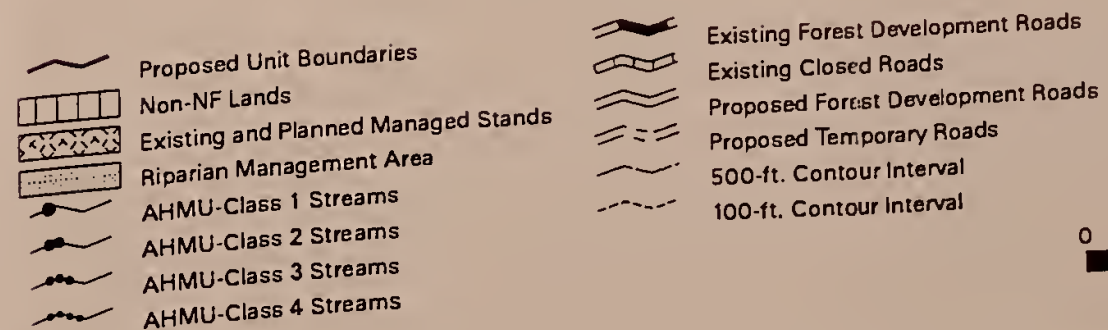 Proposed Unit Boundaries
Non-NF Lands
Existing and Planned Managed Stands
Riparian Management Area
AHMU-Class 1 Streams
AHMU-Class 2 Streams
AHMU-Class 3 Streams
AHMU-Class 4 Streams
Existing Forest Development Roads
Existing Closed Roads
Proposed Forest Development Roads
Proposed Temporary Roads
500-ft. Contour Interval
100-ft. Contour Interval
0